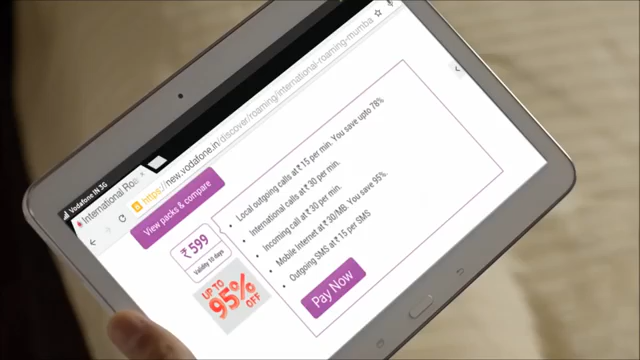 Vodafone IN 3G
International Roa
https://new.vodafone.in/discover/roaming/international-roaming-mumba
View packs & compare
₹ 599
Validity 10 days
UP TO
95%
OFF
• Local outgoing calls at ₹ 15 per min. You save upto 78%
• International calls at ₹ 30 per min.
• Incoming call at ₹ 30 per min.
• Mobile internet at ₹ 30/MB. You save 95%.
• Outgoing SMS at ₹ 15 per SMS
Pay Now